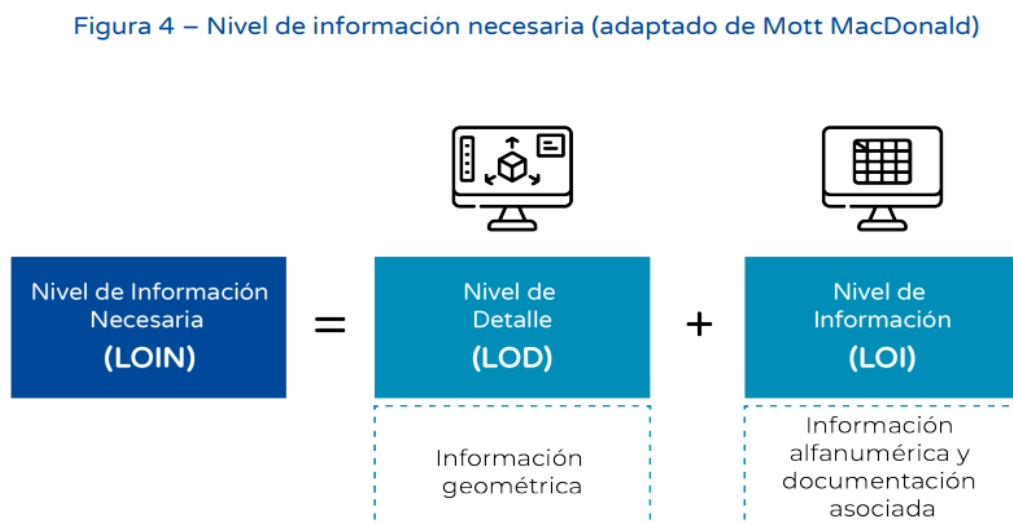 Figura 4 – Nivel de información necesaria (adaptado de Mott MacDonald)
Nivel de Información
Necesaria
(LOIN)
=
Nivel de
Detalle
(LOD)
+
Nivel de
Información
(LOI)
Información
geométrica
Información
alfanumérica y
documentación
asociada